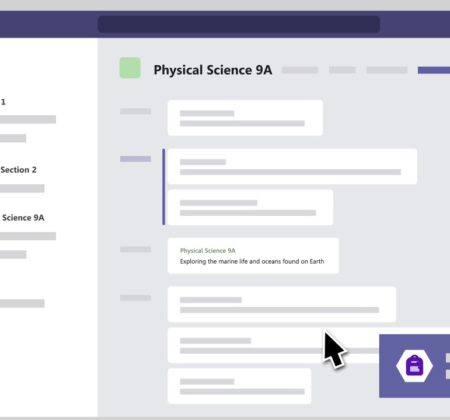 Physical Science 9A
1
Section 2
Science 9A
Physical Science 9A
Exploring the marine life and oceans found on Earth